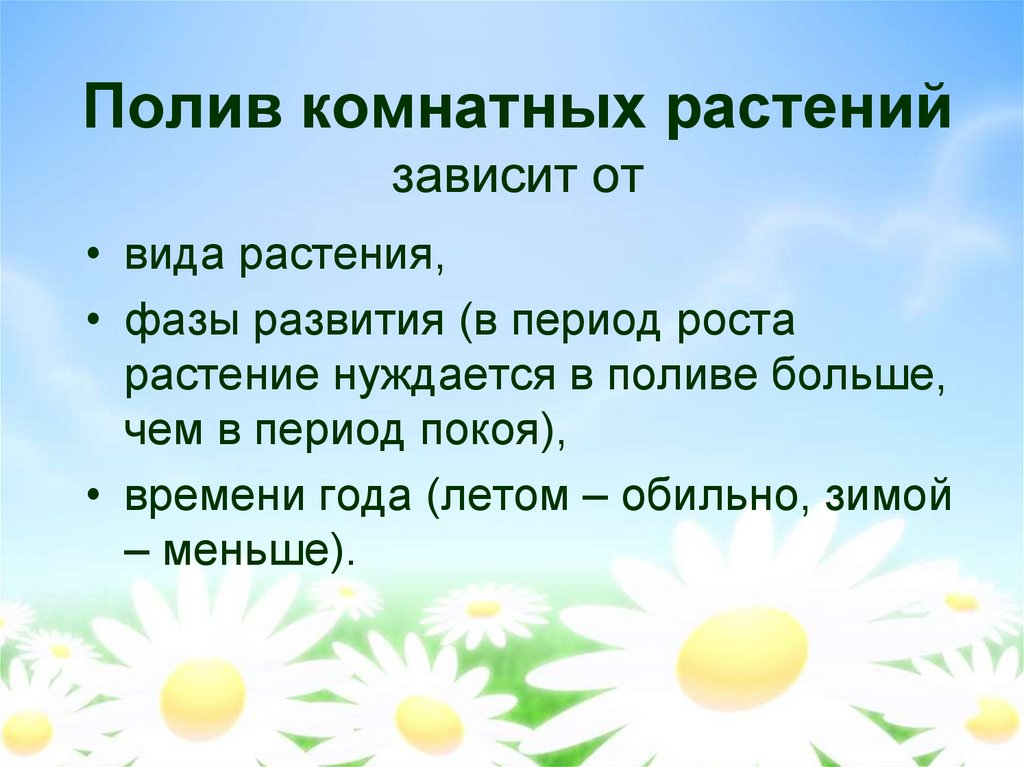 Полив комнатных растений
зависит от
• вида растения,
• фазы развития (в период роста
растение нуждается в поливе больше,
чем в период покоя),
• времени года (летом – обильно, зимой
– меньше).